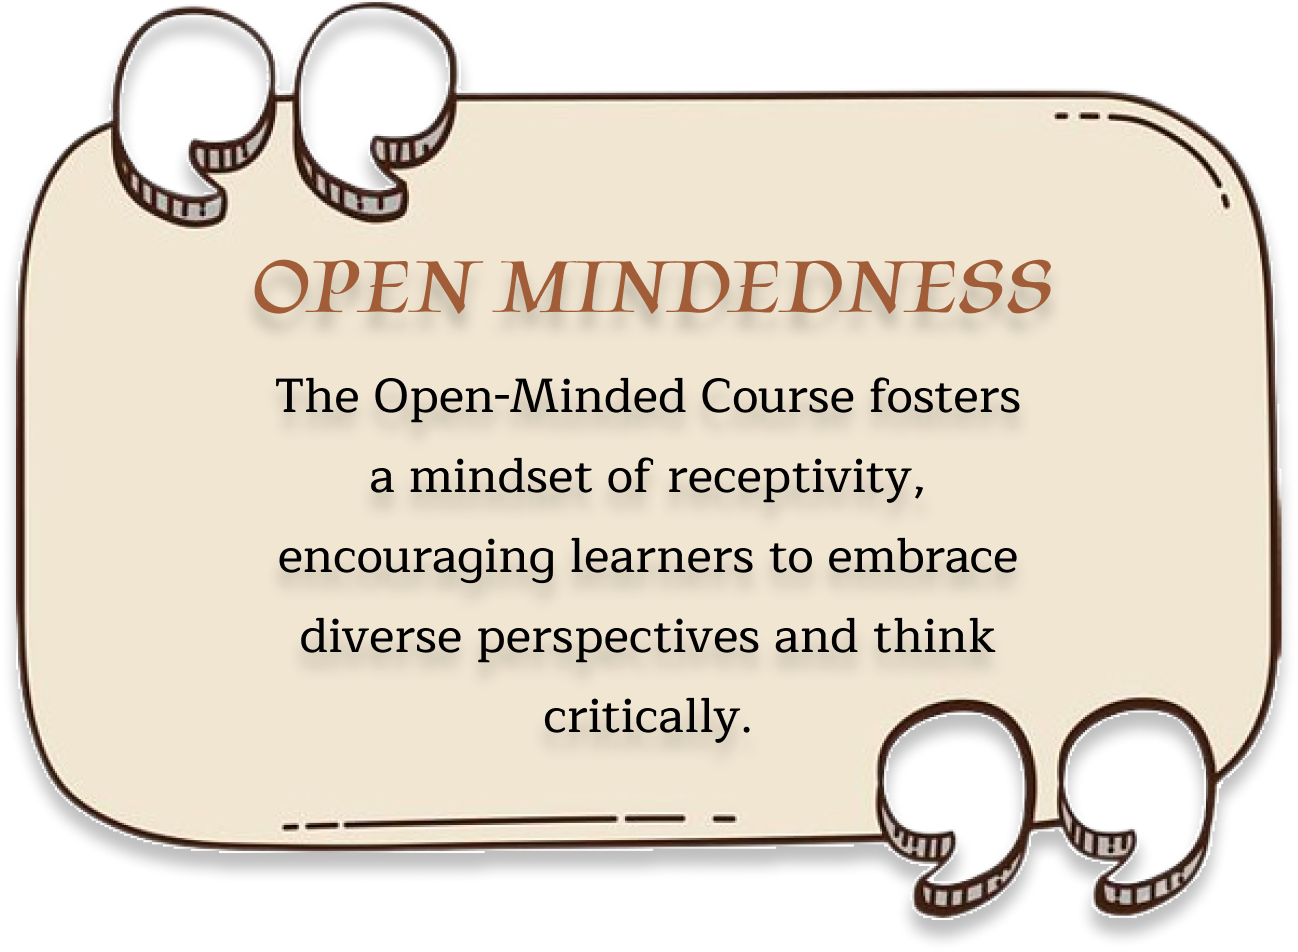 OPEN MINDEDNESS
The Open-Minded Course fosters
a mindset of receptivity,
encouraging learners to embrace
diverse perspectives and think
critically.